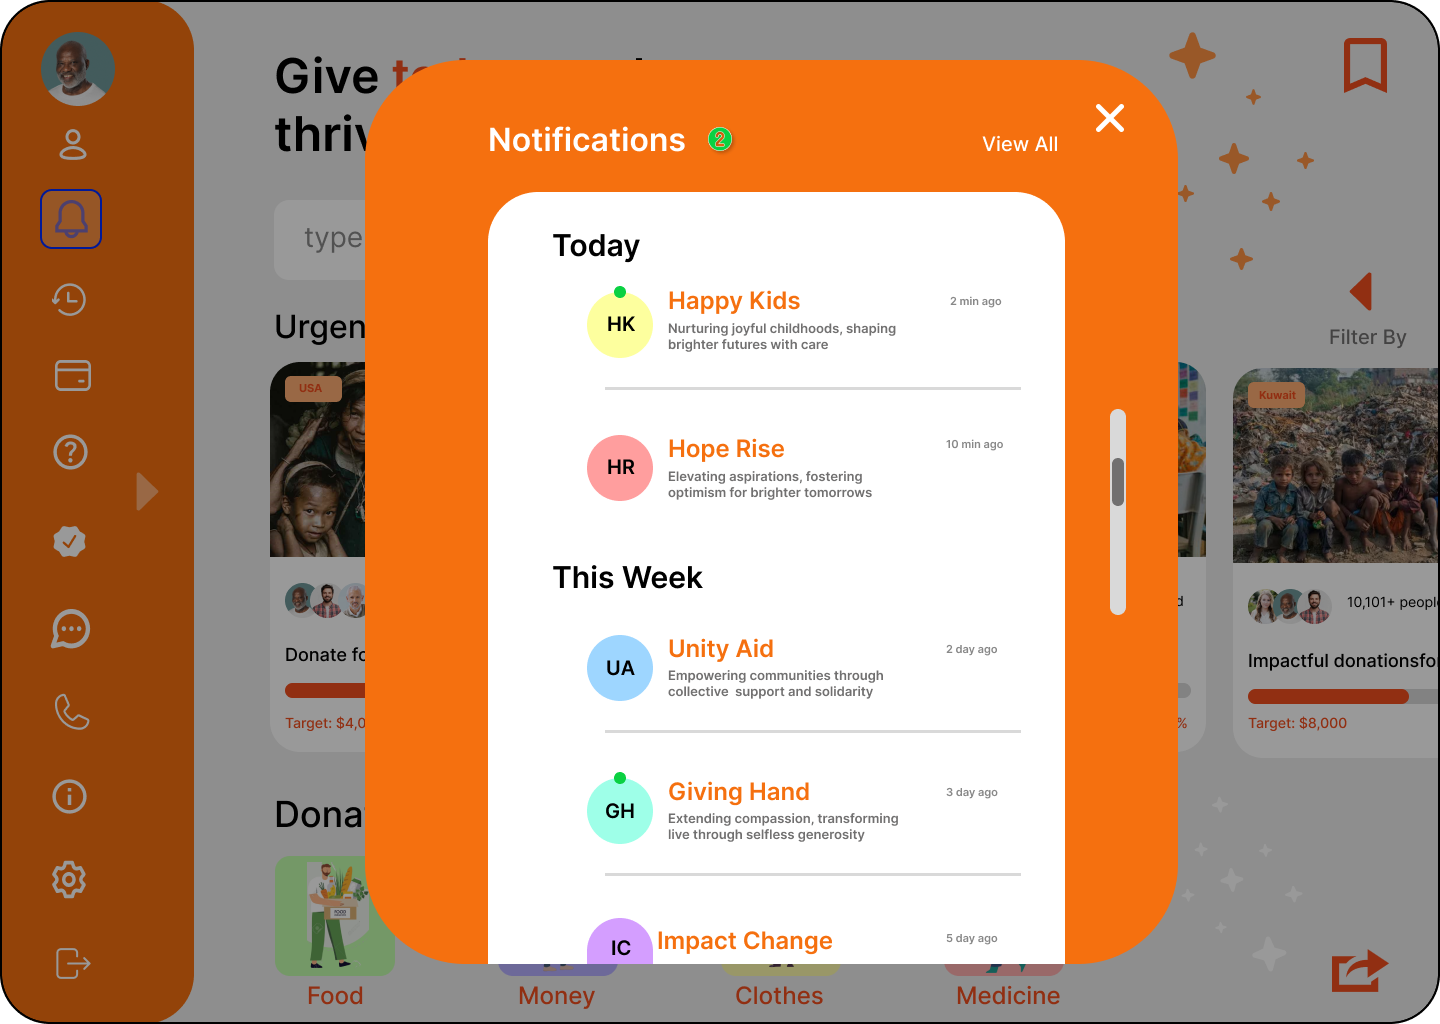 Give
thriv
type
Urgen
USA
Donate fo
Target: $4,0
Donat
Notifications 2
View All
Today
HK
Happy Kids
2 min ago
Nurturing joyful childhoods, shaping
brighter futures with care
HR
Hope Rise
10 min ago
Elevating aspirations, fostering
optimism for brighter tomorrows
This Week
UA
Unity Aid
2 day ago
Empowering communities through
collective  support and solidarity
GH
Giving Hand
3 day ago
Extending compassion, transforming
live through selfless generosity
IC
Impact Change
5 day ago
Filter By
Kuwait
d
10,101+ people
Impactful donationsfor
%
Target: $8,000
Food
Money
Clothes
Medicine